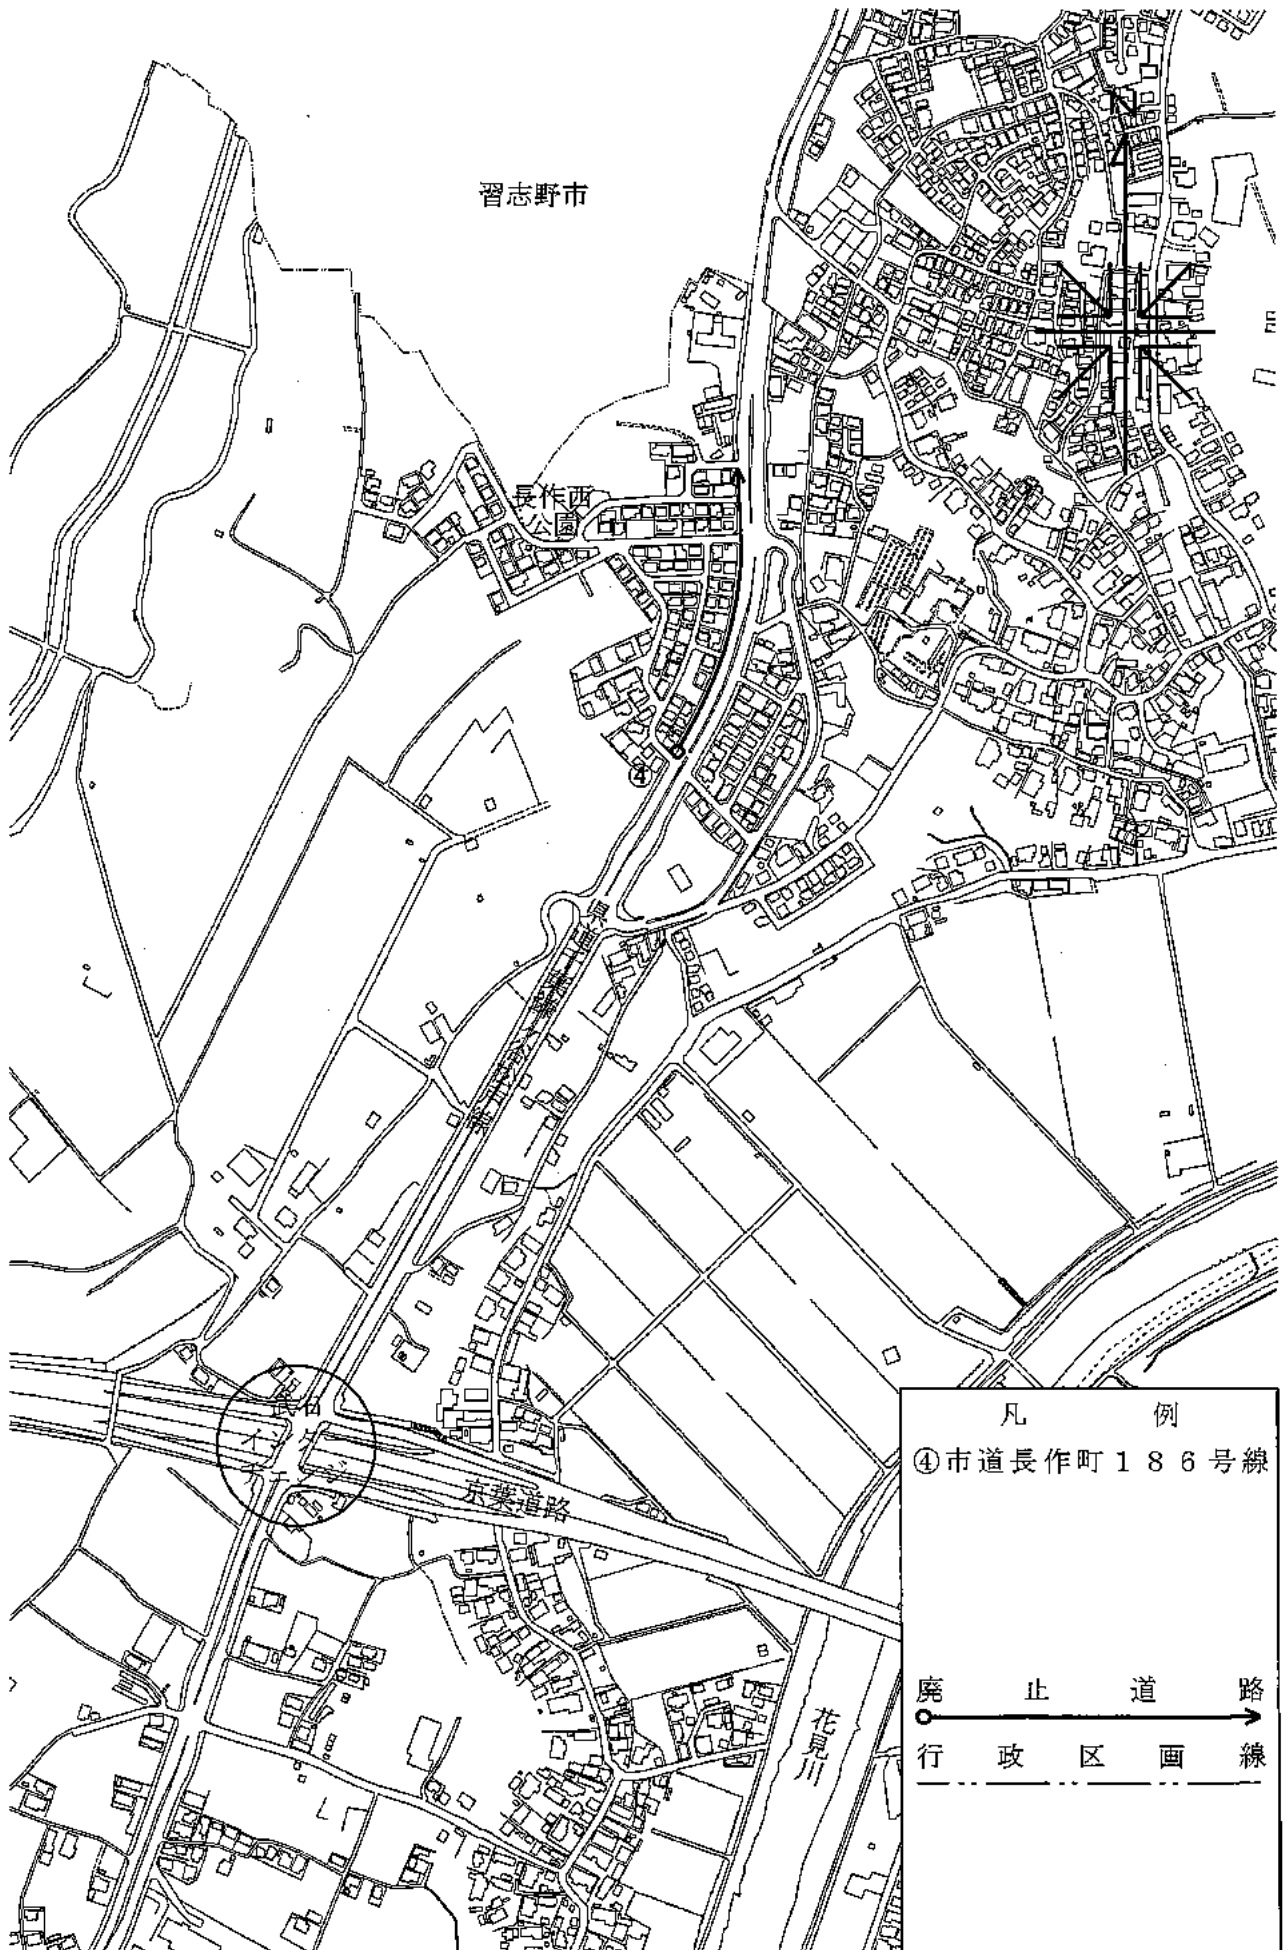 習志野市
長作西
公園
④
県道
京葉道路
花見川
凡 例
④市道長作町186号線
廃止道路
行政区画線